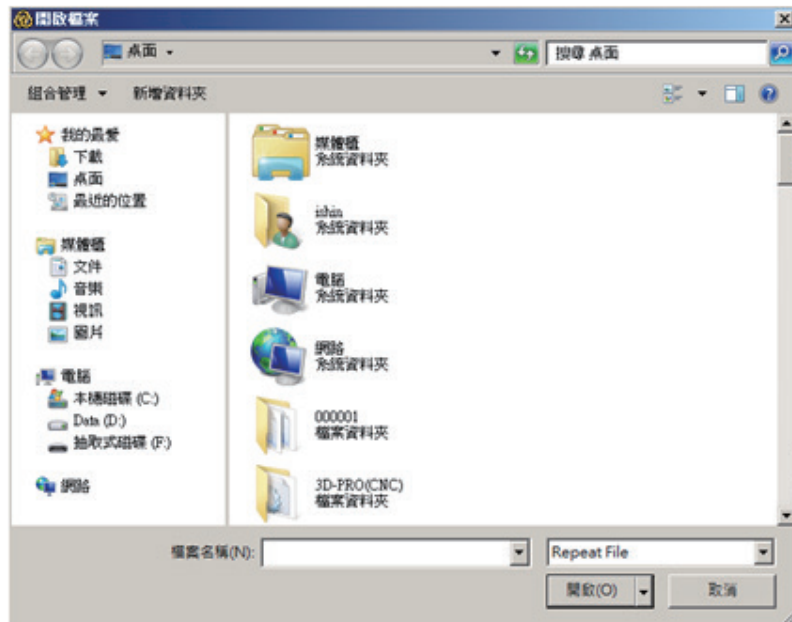 開啟檔案
桌面
搜尋 桌面
組合管理
新增資料夾
我的最愛
下載
桌面
最近的位置
媒體櫃
文件
音樂
視訊
圖片
電腦
本機磁碟 (C:)
Data (D:)
抽取式磁碟 (F:)
網路
媒體櫃
系統資料夾
ishin
系統資料夾
電腦
系統資料夾
網路
系統資料夾
000001
檔案資料夾
3D-PRO(CNC)
檔案資料夾
檔案名稱(N):
Repeat File
開啟(O)
取消